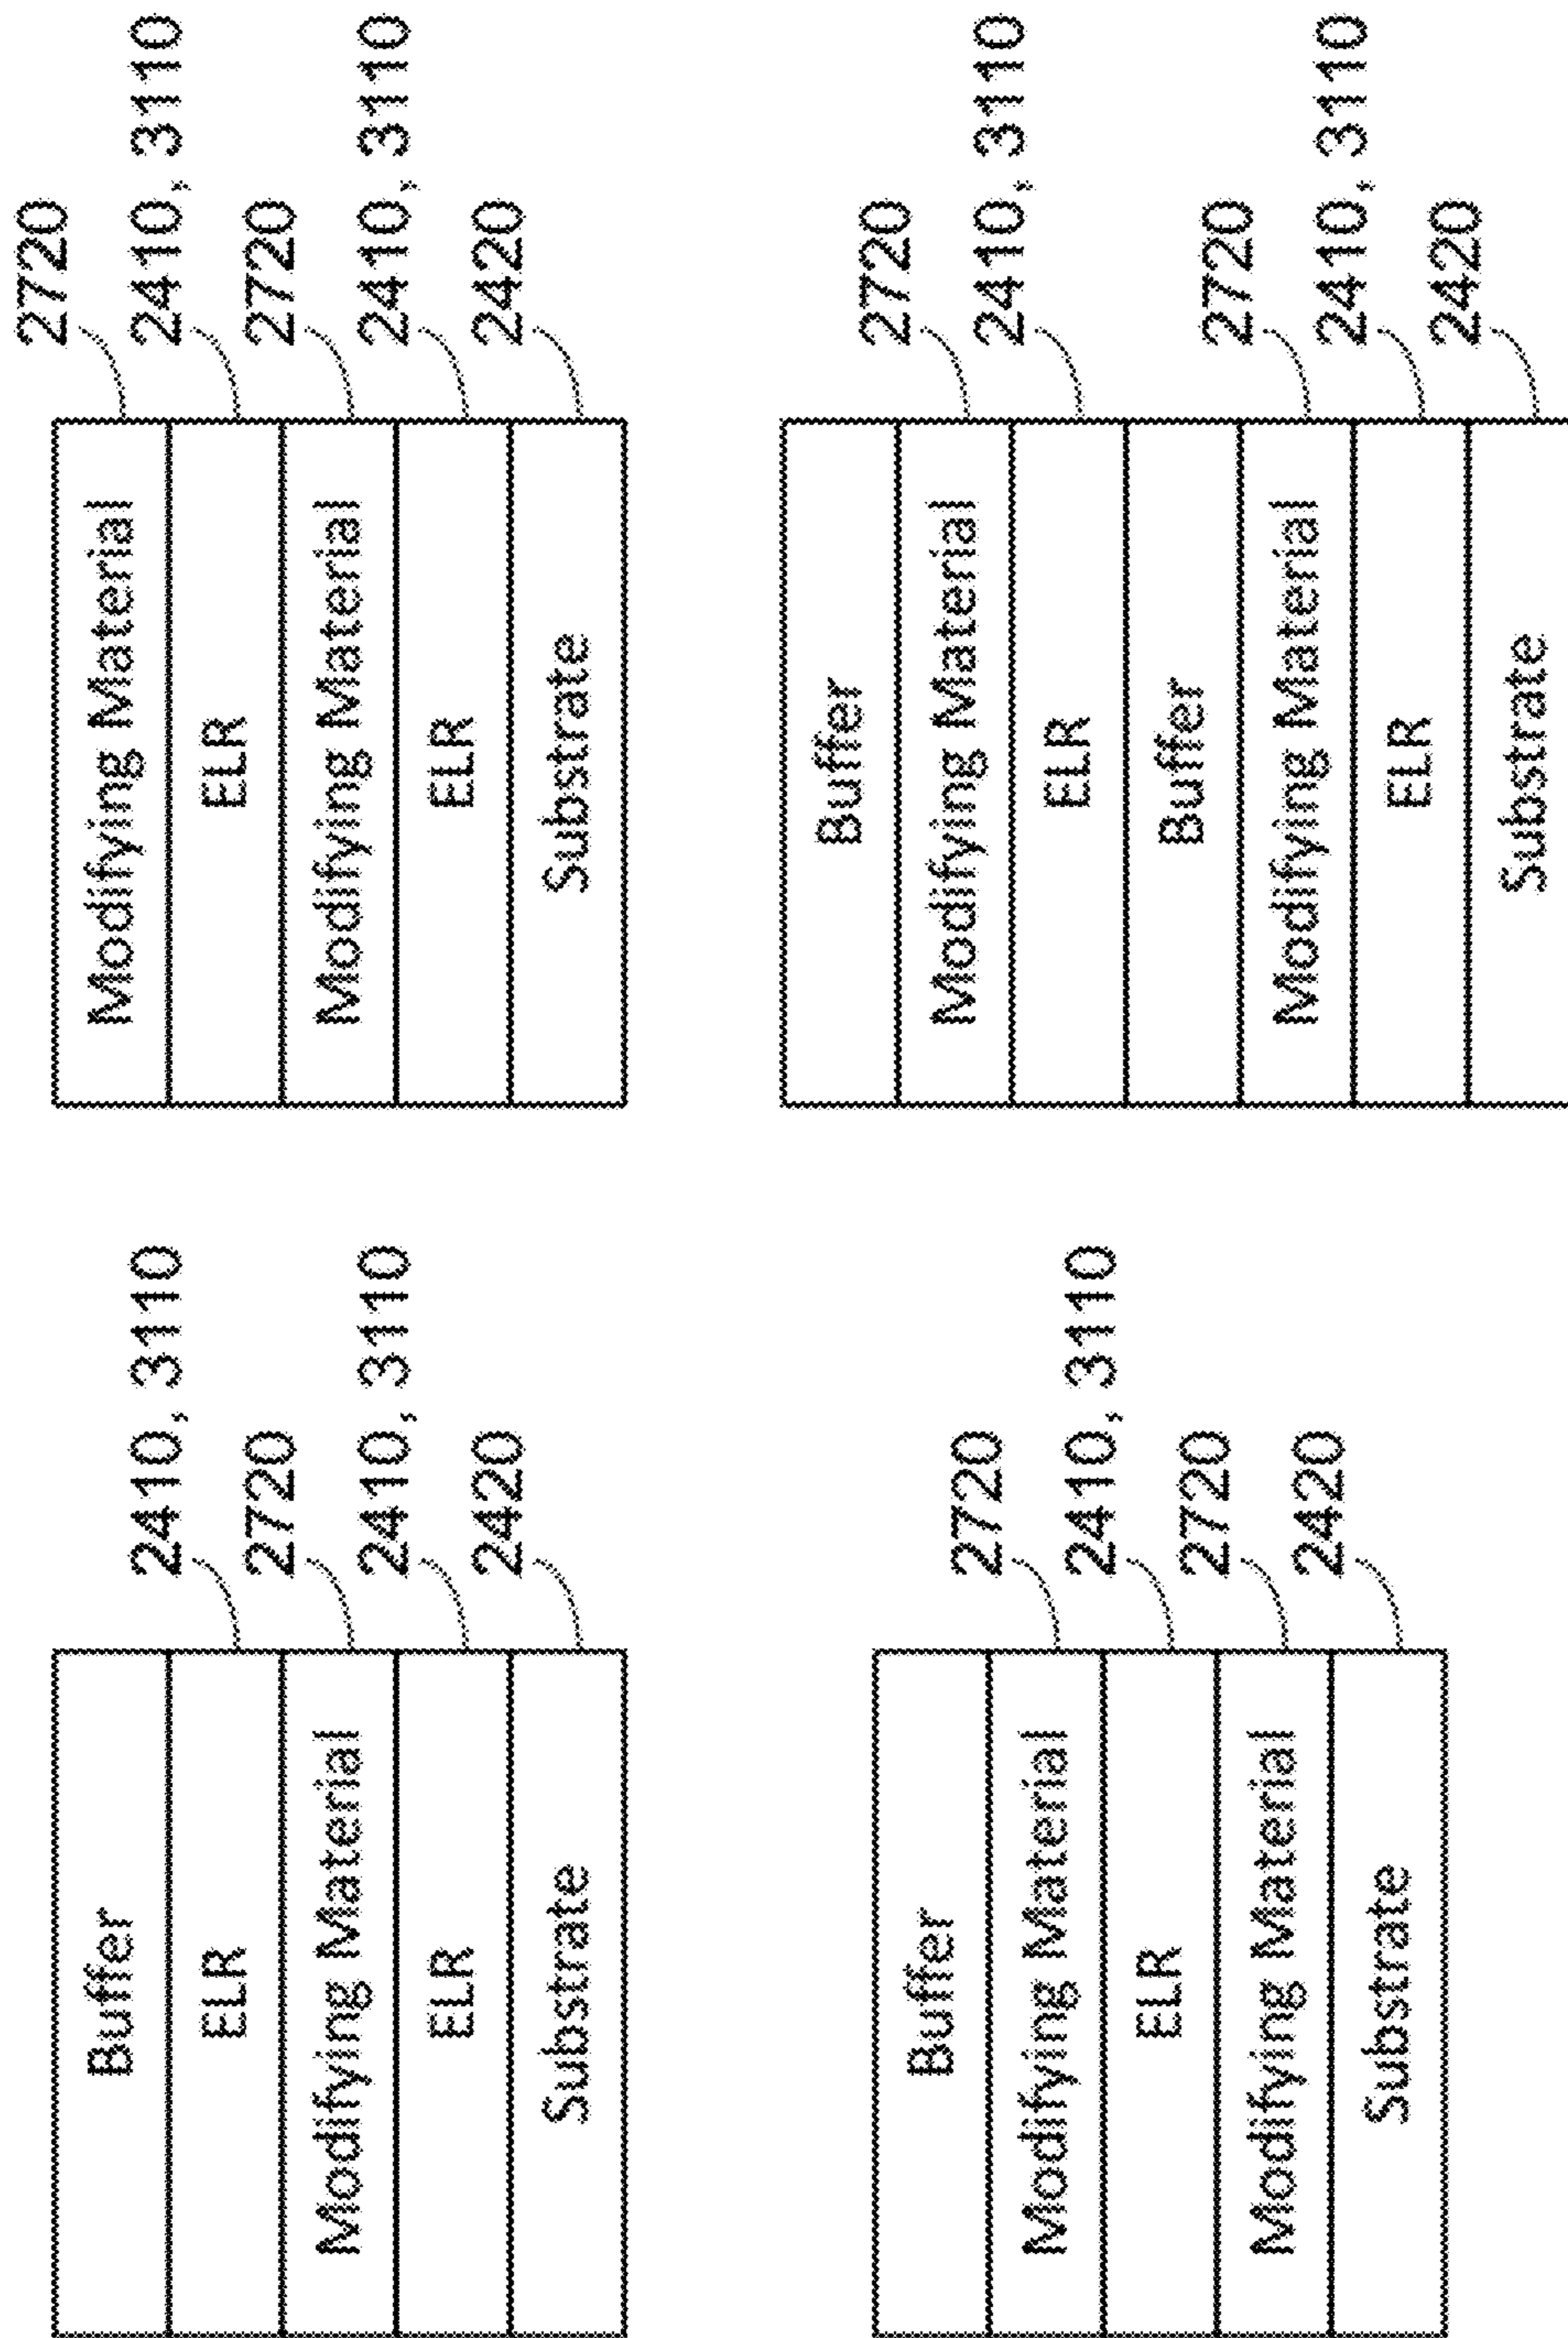 Buffer
ELR 2410, 3110
Modifying Material 2720
ELR 2410, 3110
Substrate 2420
Modifying Material 2720
ELR 2410, 3110
Modifying Material 2720
ELR 2410, 3110
Substrate 2420
Buffer
Modifying Material 2720
ELR 2410, 3110
Modifying Material 2720
Substrate 2420
Buffer
Modifying Material 2720
ELR 2410, 3110
Buffer
Modifying Material 2720
ELR 2410, 3110
Substrate 2420